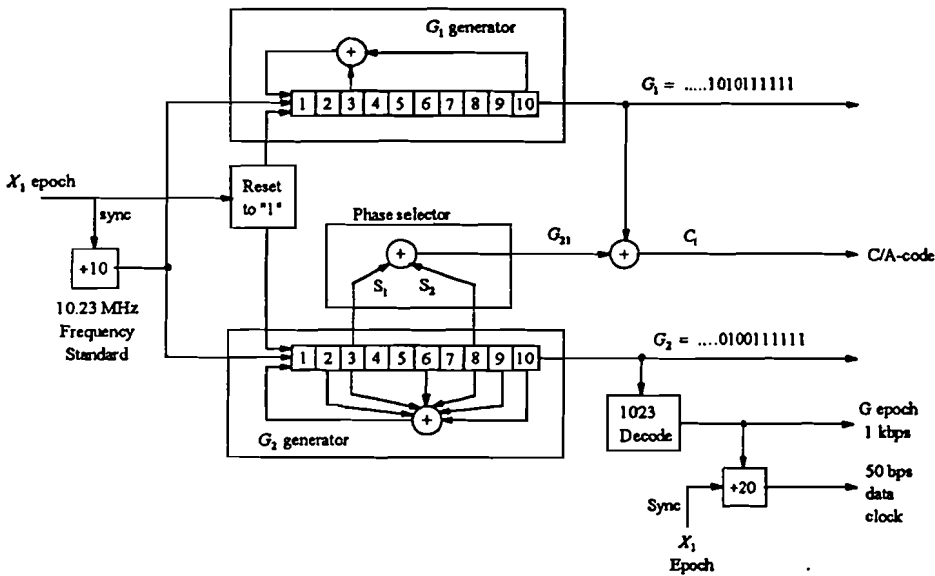 G₁ generator
1 2 3 4 5 6 7 8 9 10
G₁ = .....1010111111
X₁ epoch
sync
Reset
to "1"
+10
10.23 MHz
Frequency
Standard
Phase selector
S₁
S₂
G₂₁
C₁
C/A-code
1 2 3 4 5 6 7 8 9 10
G₂ = ....0100111111
G₂ generator
1023
Decode
G epoch
1 kbps
+20
50 bps
data
clock
Sync
X₁
Epoch
+
+
+